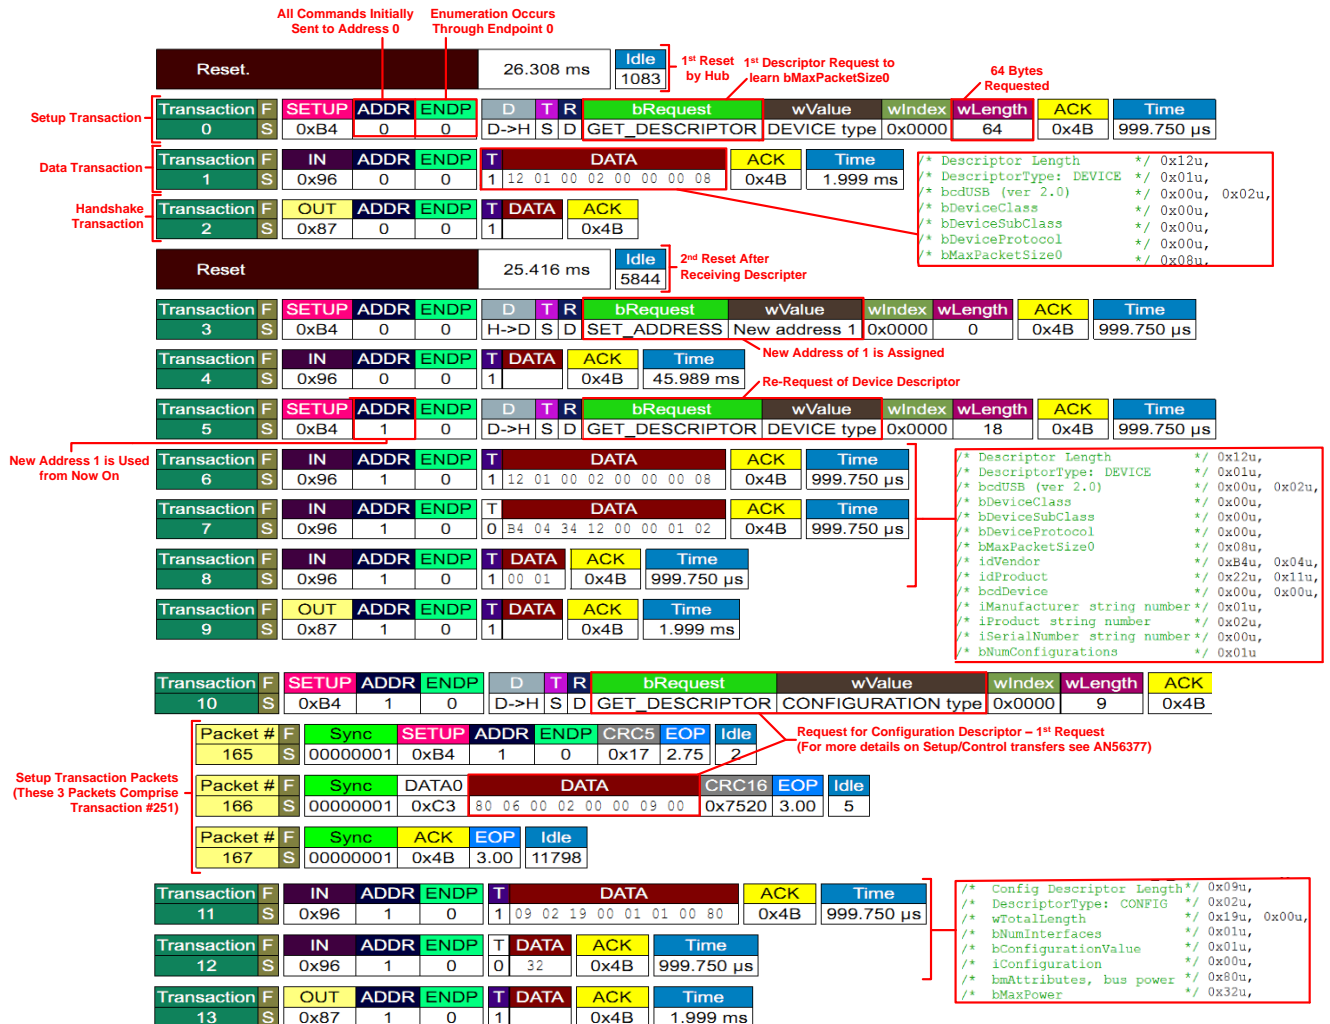 All Commands Initially
Sent to Address 0
Enumeration Occurs
Through Endpoint 0
Reset. 26.308 ms Idle 1083
1st Reset
by Hub
1st Descriptor Request to
learn bMaxPacketSize0
64 Bytes
Requested
Setup Transaction
Transaction F SETUP ADDR ENDP D T R bRequest wValue wIndex wLength ACK Time
0 S 0xB4 0 0 D->H S D GET_DESCRIPTOR DEVICE type 0x0000 64 0x4B 999.750 µs
Data Transaction
Transaction F IN ADDR ENDP T DATA ACK Time
1 S 0x96 0 0 1 12 01 00 02 00 00 00 08 0x4B 1.999 ms
/* Descriptor Length */ 0x12u,
/* DescriptorType: DEVICE */ 0x01u,
/* bcdUSB (ver 2.0) */ 0x00u, 0x02u,
/* bDeviceClass */ 0x00u,
/* bDeviceSubClass */ 0x00u,
/* bDeviceProtocol */ 0x00u,
/* bMaxPacketSize0 */ 0x08u,
Handshake
Transaction
Transaction F OUT ADDR ENDP T DATA ACK
2 S 0x87 0 0 1 0x4B
Reset 25.416 ms Idle 5844
2nd Reset After
Receiving Descripter
Transaction F SETUP ADDR ENDP D T R bRequest wValue wIndex wLength ACK Time
3 S 0xB4 0 0 H->D S D SET_ADDRESS New address 1 0x0000 0 0x4B 999.750 µs
New Address of 1 is Assigned
Transaction F IN ADDR ENDP T DATA ACK Time
4 S 0x96 0 0 1 0x4B 45.989 ms
Re-Request of Device Descriptor
Transaction F SETUP ADDR ENDP D T R bRequest wValue wIndex wLength ACK Time
5 S 0xB4 1 0 D->H S D GET_DESCRIPTOR DEVICE type 0x0000 18 0x4B 999.750 µs
New Address 1 is Used
from Now On
Transaction F IN ADDR ENDP T DATA ACK Time
6 S 0x96 1 0 1 12 01 00 02 00 00 00 08 0x4B 999.750 µs
Transaction F IN ADDR ENDP T DATA ACK Time
7 S 0x96 1 0 0 B4 04 34 12 00 00 01 02 0x4B 999.750 µs
Transaction F IN ADDR ENDP T DATA ACK Time
8 S 0x96 1 0 1 00 01 0x4B 999.750 µs
Transaction F OUT ADDR ENDP T DATA ACK Time
9 S 0x87 1 0 1 0x4B 1.999 ms
/* Descriptor Length */ 0x12u,
/* DescriptorType: DEVICE */ 0x01u,
/* bcdUSB (ver 2.0) */ 0x00u, 0x02u,
/* bDeviceClass */ 0x00u,
/* bDeviceSubClass */ 0x00u,
/* bDeviceProtocol */ 0x00u,
/* bMaxPacketSize0 */ 0x08u,
/* idVendor */ 0xB4u, 0x04u,
/* idProduct */ 0x22u, 0x11u,
/* bcdDevice */ 0x00u, 0x00u,
/* iManufacturer string number */ 0x01u,
/* iProduct string number */ 0x02u,
/* iSerialNumber string number */ 0x00u,
/* bNumConfigurations */ 0x01u
Transaction F SETUP ADDR ENDP D T R bRequest wValue wIndex wLength ACK
10 S 0xB4 1 0 D->H S D GET_DESCRIPTOR CONFIGURATION type 0x0000 9 0x4B
Request for Configuration Descriptor – 1st Request
(For more details on Setup/Control transfers see AN56377)
Packet # F Sync SETUP ADDR ENDP CRC5 EOP Idle
165 S 00000001 0xB4 1 0 0x17 2.75 2
Setup Transaction Packets
(These 3 Packets Comprise
Transaction #251)
Packet # F Sync DATA0 DATA CRC16 EOP Idle
166 S 00000001 0xC3 80 06 00 02 00 00 09 00 0x7520 3.00 5
Packet # F Sync ACK EOP Idle
167 S 00000001 0x4B 3.00 11798
Transaction F IN ADDR ENDP T DATA ACK Time
11 S 0x96 1 0 1 09 02 19 00 01 01 00 80 0x4B 999.750 µs
Transaction F IN ADDR ENDP T DATA ACK Time
12 S 0x96 1 0 0 32 0x4B 999.750 µs
Transaction F OUT ADDR ENDP T DATA ACK Time
13 S 0x87 1 0 1 0x4B 1.999 ms
/* Config Descriptor Length */ 0x09u,
/* DescriptorType: CONFIG */ 0x02u,
/* wTotalLength */ 0x19u, 0x00u,
/* bNumInterfaces */ 0x01u,
/* bConfigurationValue */ 0x01u,
/* iConfiguration */ 0x00u,
/* bmAttributes, bus power */ 0x80u,
/* bMaxPower */ 0x32u,